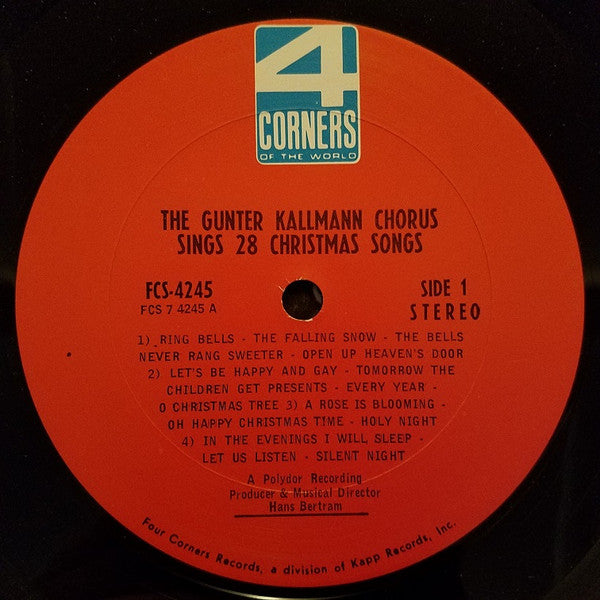 4
CORNERS
OF THE WORLD
THE GUNTER KALLMANN CHORUS
SINGS 28 CHRISTMAS SONGS
FCS-4245
FCS 7 4245 A
SIDE 1
STEREO
1) RING BELLS - THE FALLING SNOW - THE BELLS
NEVER RANG SWEETER - OPEN UP HEAVEN'S DOOR
2) LET'S BE HAPPY AND GAY - TOMORROW THE
CHILDREN GET PRESENTS - EVERY YEAR -
O CHRISTMAS TREE 3) A ROSE IS BLOOMING -
OH HAPPY CHRISTMAS TIME - HOLY NIGHT
4) IN THE EVENINGS I WILL SLEEP -
LET US LISTEN - SILENT NIGHT
A Polydor Recording
Producer & Musical Director
Hans Bertram
Four Corners Records, a division of Kapp Records, Inc.